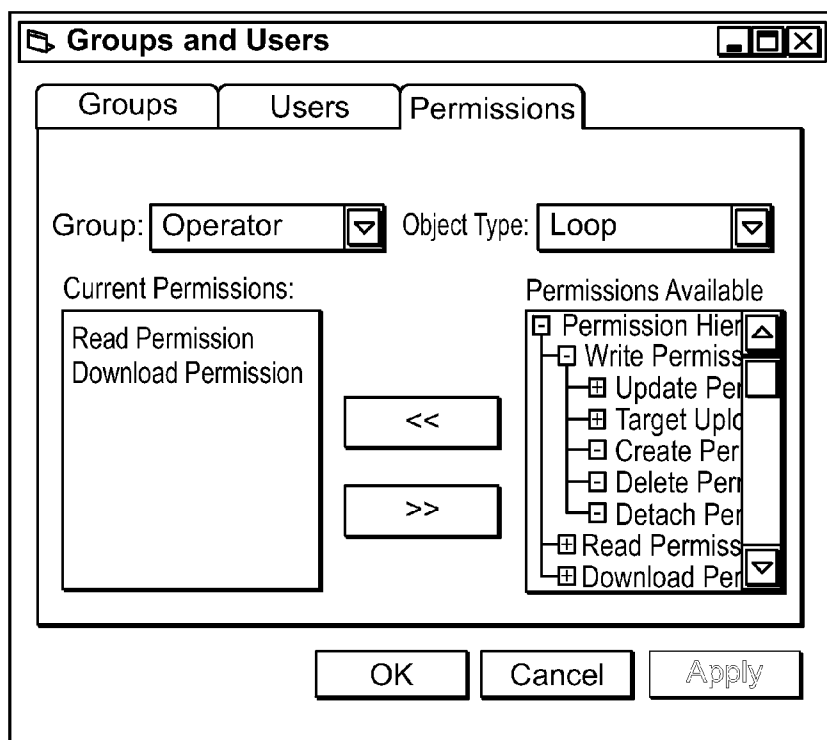 Groups and Users
Groups Users Permissions
Group: Operator Object Type: Loop
Current Permissions:
Read Permission
Download Permission
<<
>>
Permissions Available
Permission Hier
Write Permiss
Update Per
Target Uplo
Create Per
Delete Perr
Detach Per
Read Permiss
Download Per
OK Cancel Apply